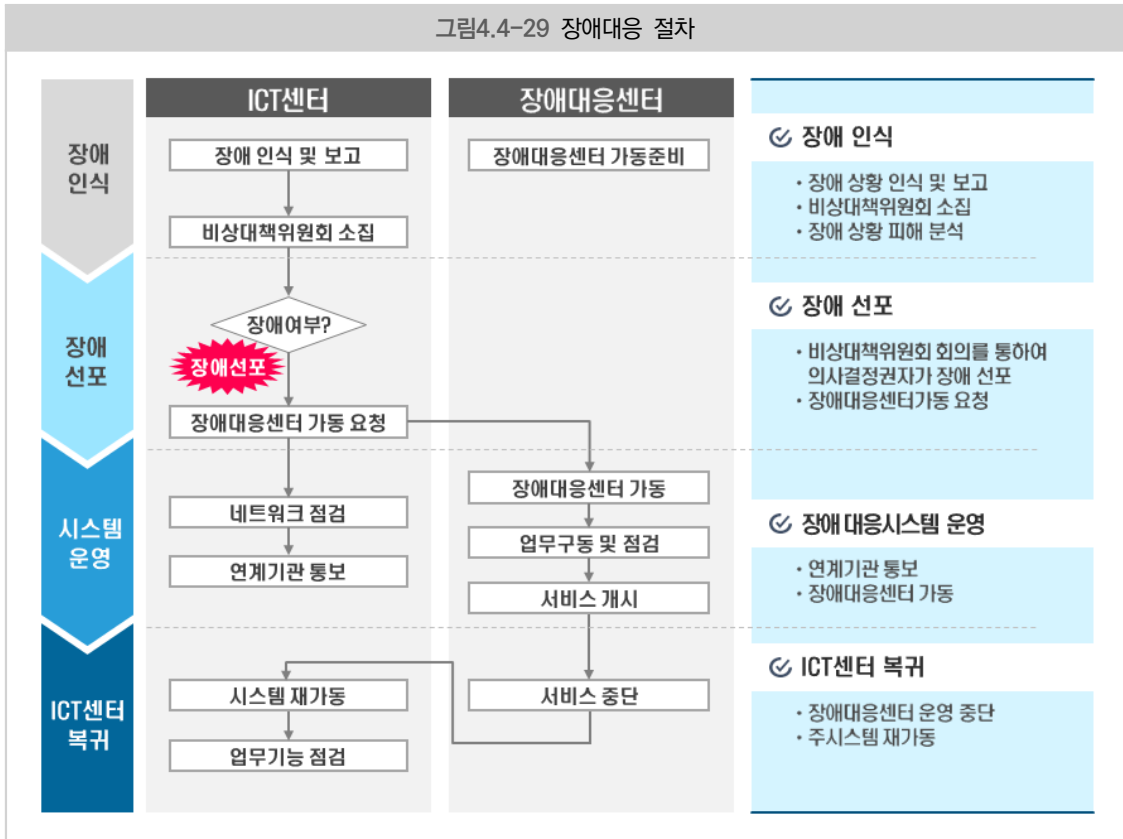 그림4.4-29 장애대응 절차
ICT센터
장애대응센터
장애
인식
장애 인식 및 보고
장애대응센터 가동준비
비상대책위원회 소집
장애 인식
• 장애 상황 인식 및 보고
• 비상대책위원회 소집
• 장애 상황 피해 분석
장애
선포
장애여부?
장애선포
장애대응센터 가동 요청
장애 선포
• 비상대책위원회 회의를 통하여
의사결정권자가 장애 선포
• 장애대응센터가동 요청
시스템
운영
네트워크 점검
연계기관 통보
장애대응센터 가동
업무구동 및 점검
서비스 개시
장애 대응시스템 운영
• 연계기관 통보
• 장애대응센터 가동
ICT센터
복귀
시스템 재가동
업무기능 점검
서비스 중단
ICT센터 복귀
• 장애대응센터 운영 중단
• 주시스템 재가동